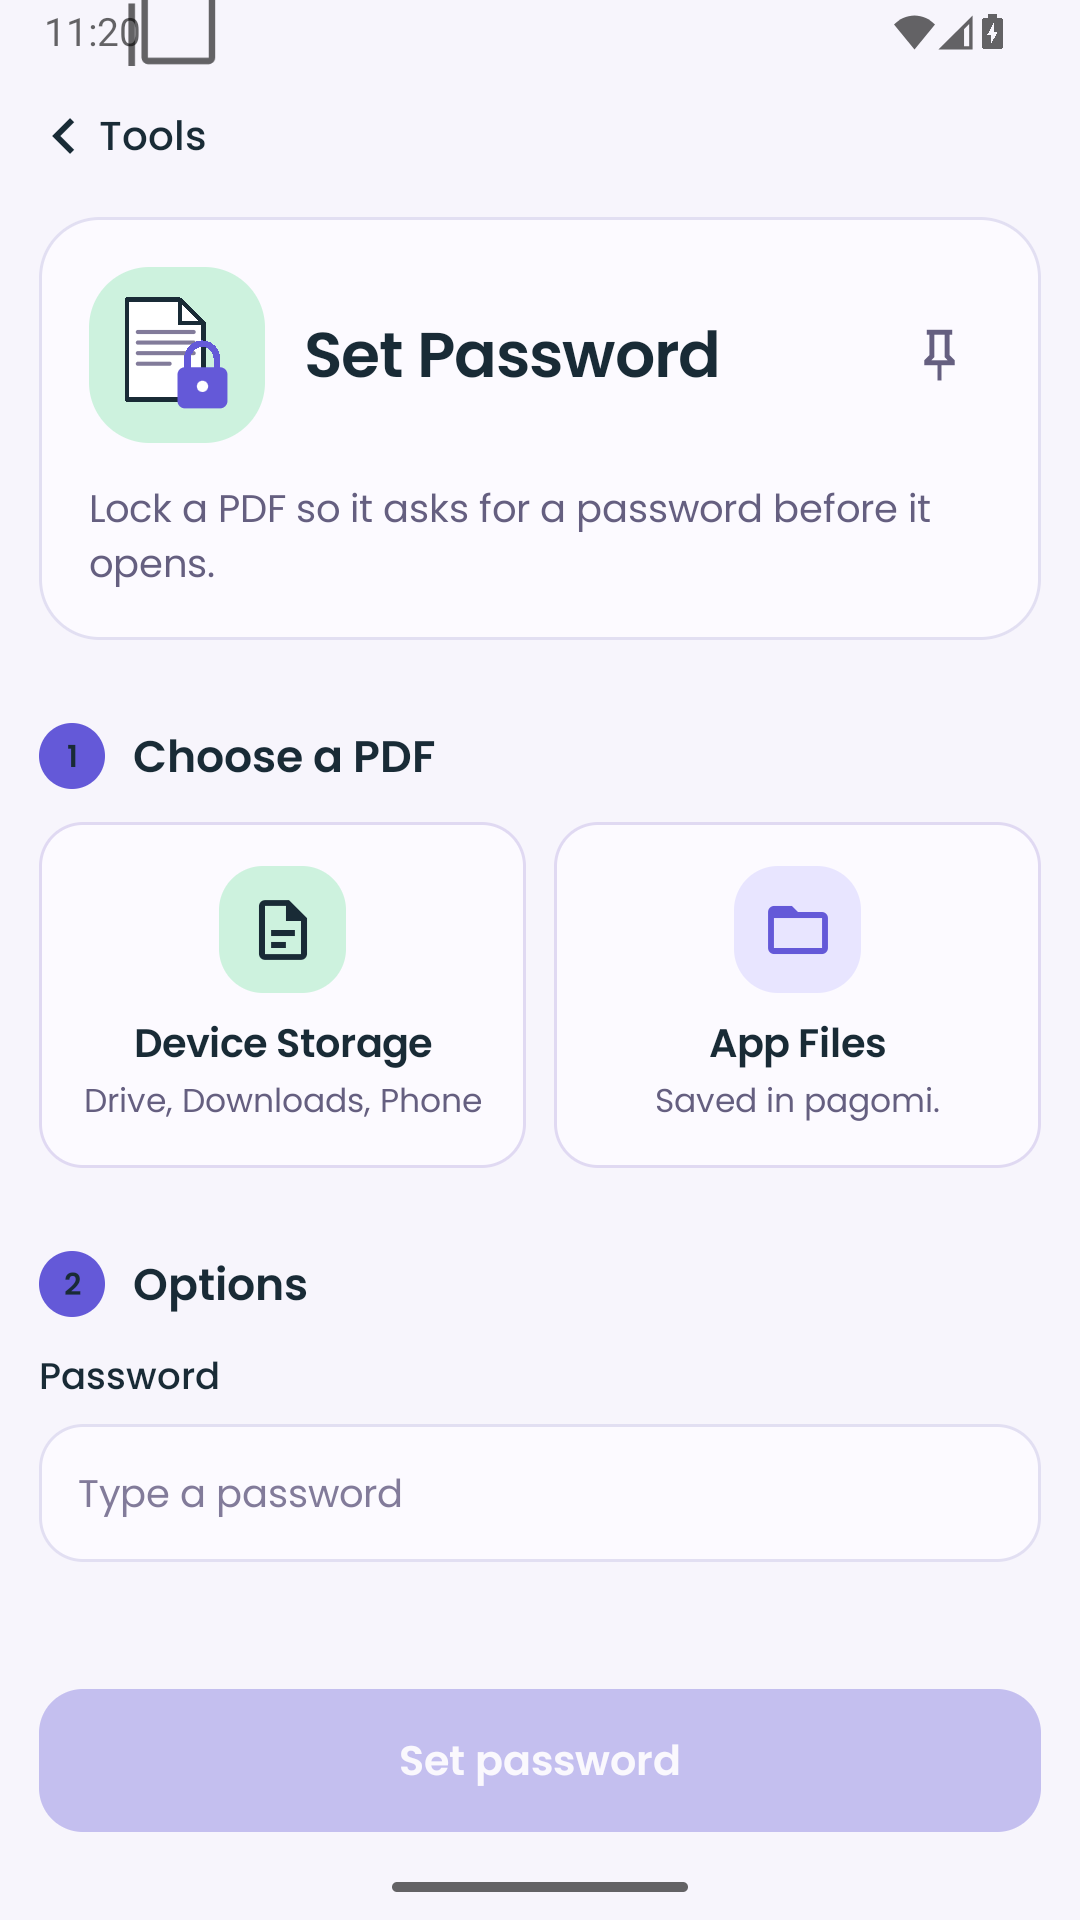 11:20
Tools
Set Password
Lock a PDF so it asks for a password before it
opens.
1 Choose a PDF
Device Storage
Drive, Downloads, Phone
App Files
Saved in pagomi.
2 Options
Password
Type a password
Set password